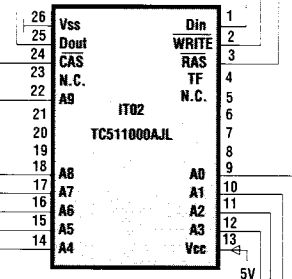 26 Vss Din 1
25 Dout WRITE 2
24 CAS RAS 3
23 N.C. TF 4
22 A9 N.C. 5
21 IT02 6
20 TC511000AJL 7
19 8
18 A8 A0 9
17 A7 A1 10
16 A6 A2 11
15 A5 A3 12
14 A4 Vcc 13
5V